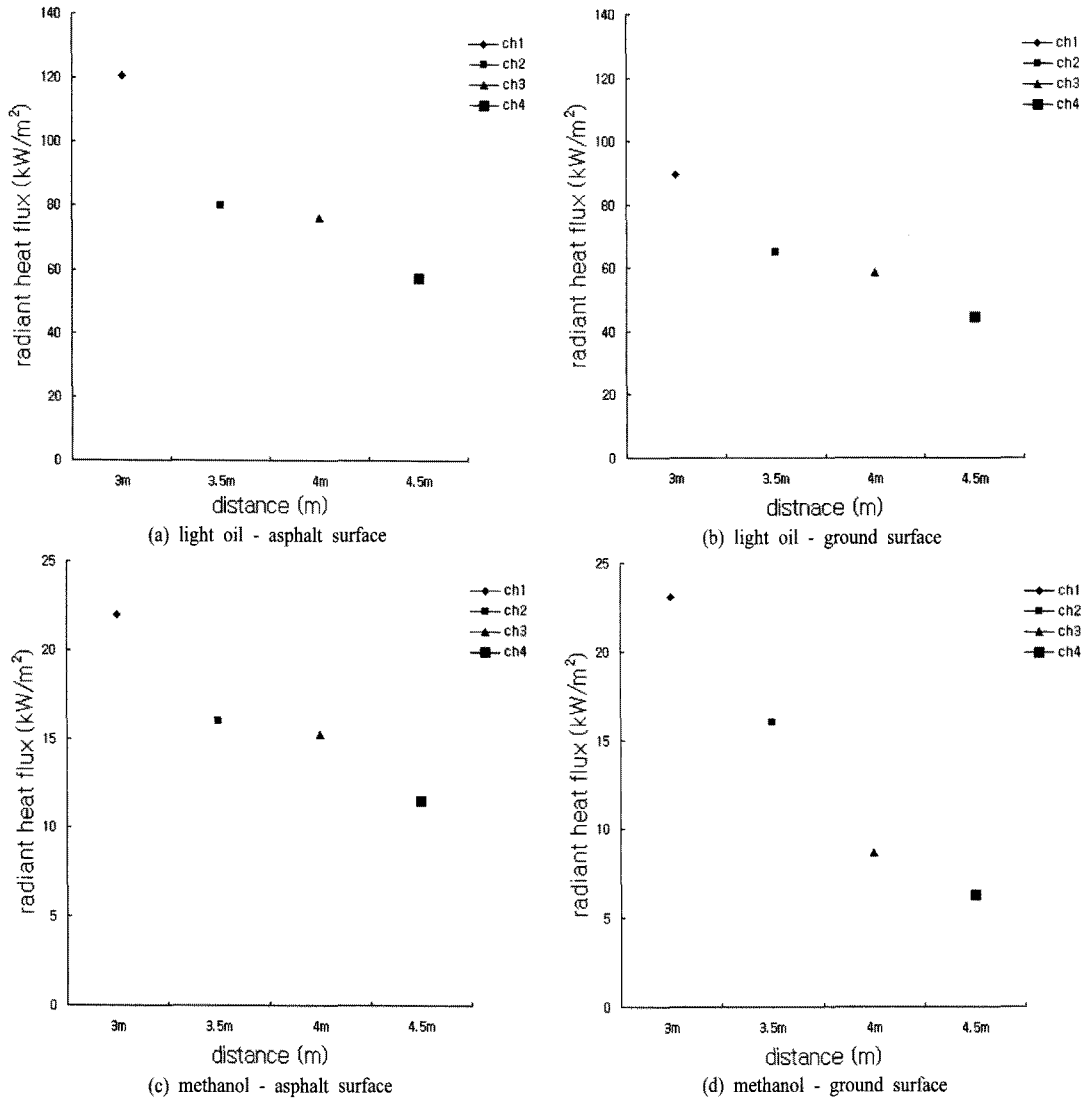 radiant heat flux (kW/m²)
140
120
100
80
60
40
20
0
ch1
ch2
ch3
ch4
3m 3.5m 4m 4.5m
distance (m)
(a) light oil - asphalt surface
radiant heat flux (kW/m²)
140
120
100
80
60
40
20
0
ch1
ch2
ch3
ch4
3m 3.5m 4m 4.5m
distnace (m)
(b) light oil - ground surface
radiant heat flux (kW/m²)
25
20
15
10
5
0
ch1
ch2
ch3
ch4
3m 3.5m 4m 4.5m
distance (m)
(c) methanol - asphalt surface
radiant heat flux (kW/m²)
25
20
15
10
5
0
ch1
ch2
ch3
ch4
3m 3.5m 4m 4.5m
distance (m)
(d) methanol - ground surface